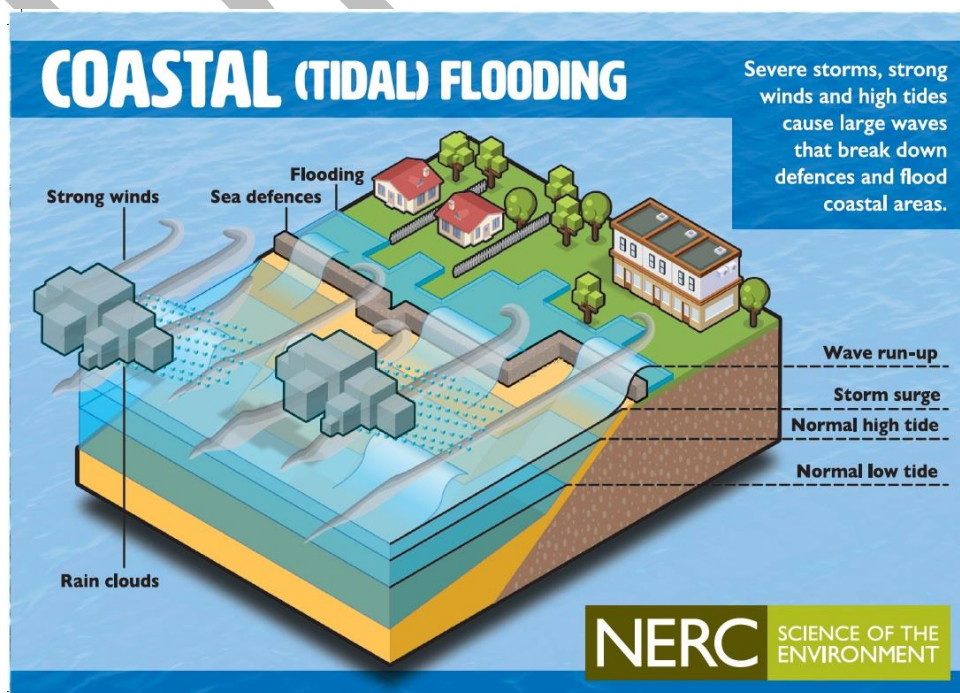 COASTAL (TIDAL) FLOODING
Severe storms, strong
winds and high tides
cause large waves
that break down
defences and flood
coastal areas.
Strong winds
Sea defences
Flooding
Wave run-up
Storm surge
Normal high tide
Normal low tide
Rain clouds
NERC
SCIENCE OF THE
ENVIRONMENT